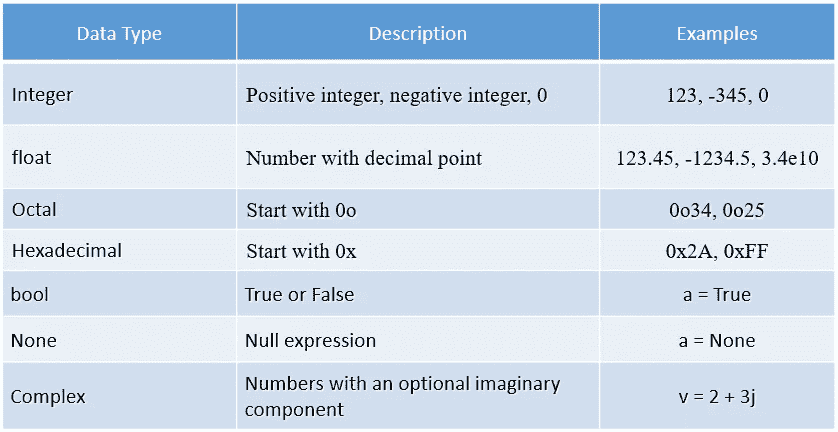 Data Type Description Examples
Integer Positive integer, negative integer, 0 123, -345, 0
float Number with decimal point 123.45, -1234.5, 3.4e10
Octal Start with 0o 0o34, 0o25
Hexadecimal Start with 0x 0x2A, 0xFF
bool True or False a = True
None Null expression a = None
Complex Numbers with an optional imaginary
component v = 2 + 3j